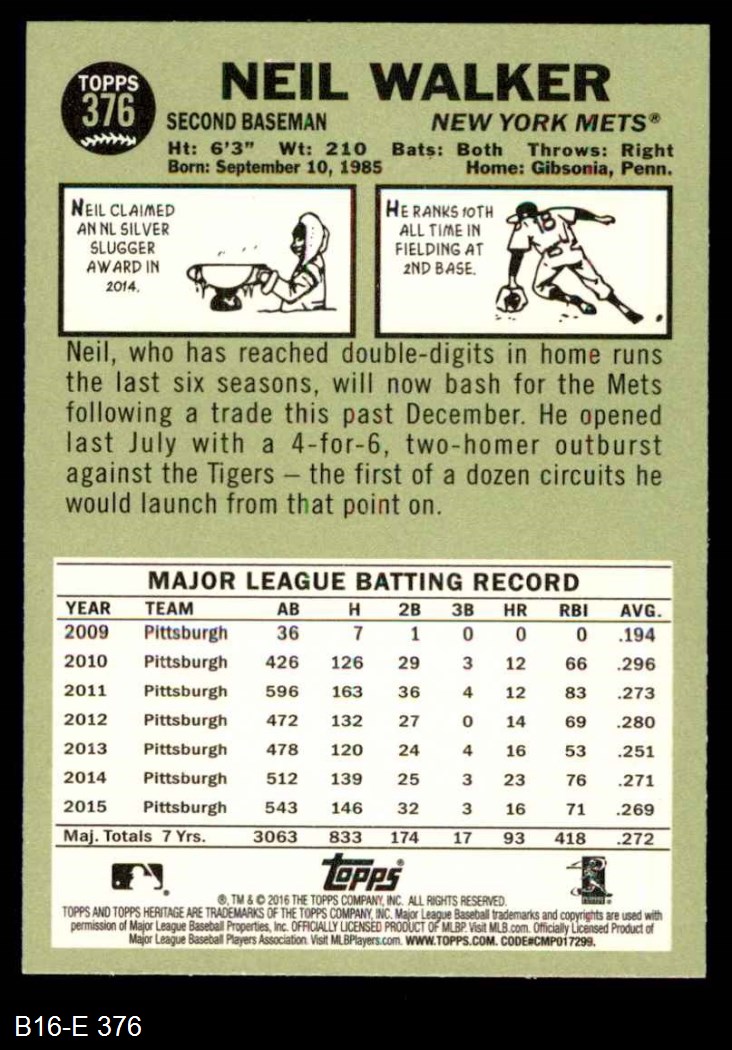 TOPPS
376
NEIL WALKER
SECOND BASEMAN NEW YORK METS®
Ht: 6'3" Wt: 210 Bats: Both Throws: Right
Born: September 10, 1985 Home: Gibsonia, Penn.
NEIL CLAIMED
AN NL SILVER
SLUGGER
AWARD IN
2014.
HE RANKS 10TH
ALL TIME IN
FIELDING AT
2ND BASE.
Neil, who has reached double-digits in home runs
the last six seasons, will now bash for the Mets
following a trade this past December. He opened
last July with a 4-for-6, two-homer outburst
against the Tigers – the first of a dozen circuits he
would launch from that point on.
MAJOR LEAGUE BATTING RECORD
YEAR TEAM AB H 2B 3B HR RBI AVG.
2009 Pittsburgh 36 7 1 0 0 0 .194
2010 Pittsburgh 426 126 29 3 12 66 .296
2011 Pittsburgh 596 163 36 4 12 83 .273
2012 Pittsburgh 472 132 27 0 14 69 .280
2013 Pittsburgh 478 120 24 4 16 53 .251
2014 Pittsburgh 512 139 25 3 23 76 .271
2015 Pittsburgh 543 146 32 3 16 71 .269
Maj. Totals 7 Yrs. 3063 833 174 17 93 418 .272
Topps®
®, TM & © 2016 THE TOPPS COMPANY, INC. ALL RIGHTS RESERVED.
TOPPS AND TOPPS HERITAGE ARE TRADEMARKS OF THE TOPPS COMPANY, INC. Major League Baseball trademarks and copyrights are used with
permission of Major League Baseball Properties, Inc. OFFICIALLY LICENSED PRODUCT OF MLBP. Visit MLB.com. Officially Licensed Product of
Major League Baseball Players Association. Visit MLBPlayers.com. WWW.TOPPS.COM. CODE#CMP017299.
B16-E 376